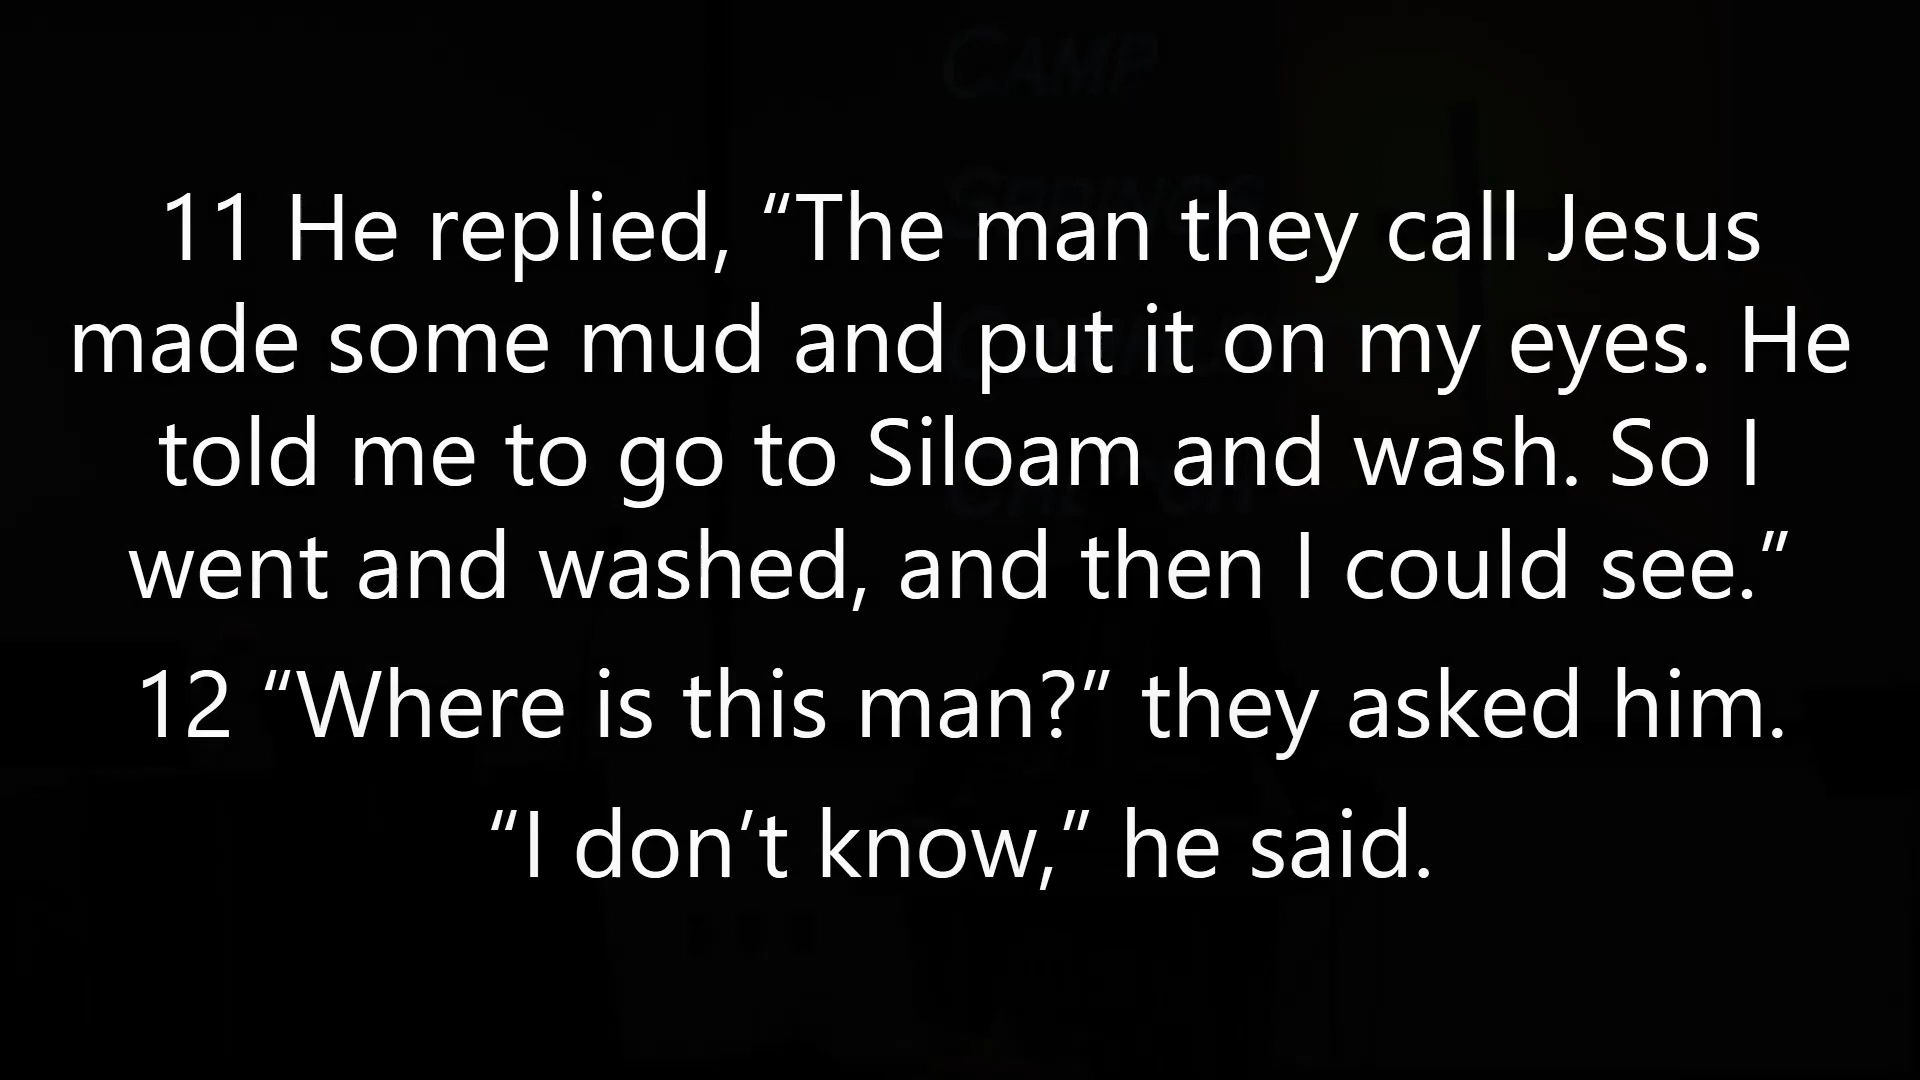 CAMP
11 He replied, “The man they call Jesus
made some mud and put it on my eyes. He
told me to go to Siloam and wash. So I
went and washed, and then I could see.”
12 “Where is this man?” they asked him.
“I don’t know,” he said.